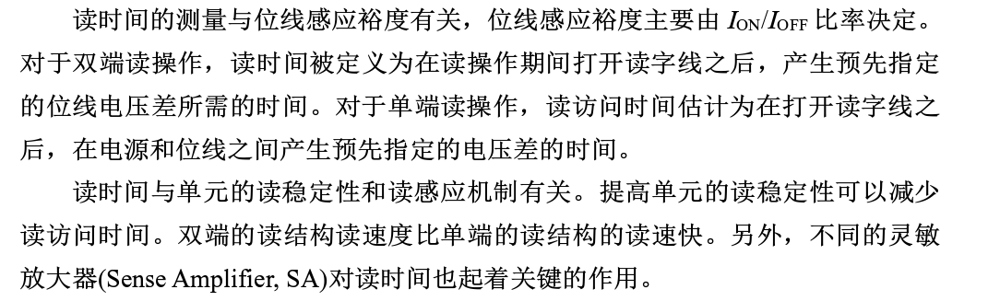 读时间的测量与位线感应裕度有关，位线感应裕度主要由 ION/IOFF 比率决定。
对于双端读操作，读时间被定义为在读操作期间打开读字线之后，产生预先指定
的位线电压差所需的时间。对于单端读操作，读访问时间估计为在打开读字线之
后，在电源和位线之间产生预先指定的电压差的时间。
读时间与单元的读稳定性和读感应机制有关。提高单元的读稳定性可以减少
读访问时间。双端的读结构读速度比单端的读结构的读速快。另外，不同的灵敏
放大器(Sense Amplifier, SA)对读时间也起着关键的作用。